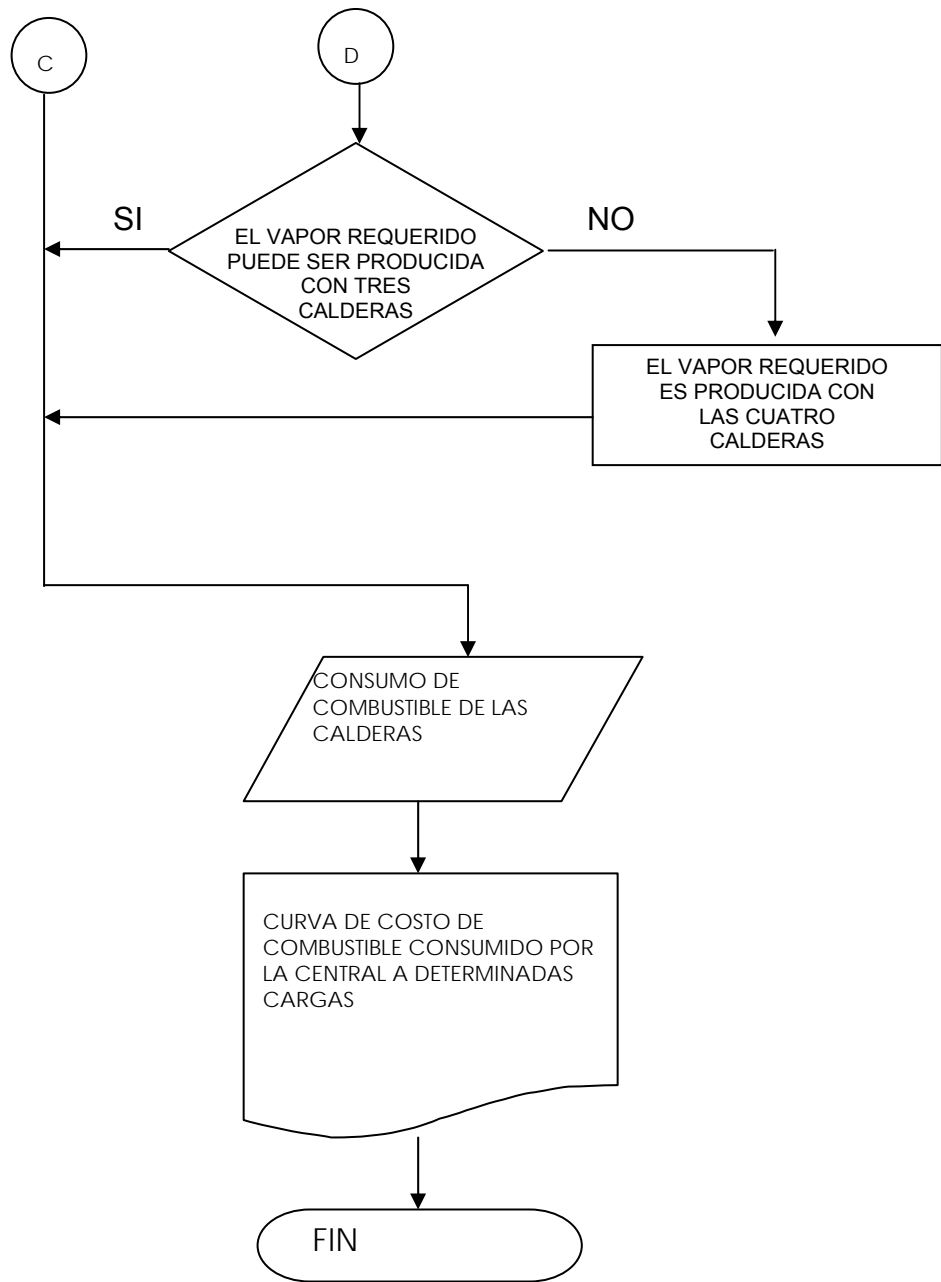 C
D
SI
NO
EL VAPOR REQUERIDO
PUEDE SER PRODUCIDA
CON TRES
CALDERAS
EL VAPOR REQUERIDO
ES PRODUCIDA CON
LAS CUATRO
CALDERAS
CONSUMO DE
COMBUSTIBLE DE LAS
CALDERAS
CURVA DE COSTO DE
COMBUSTIBLE CONSUMIDO POR
LA CENTRAL A DETERMINADAS
CARGAS
FIN